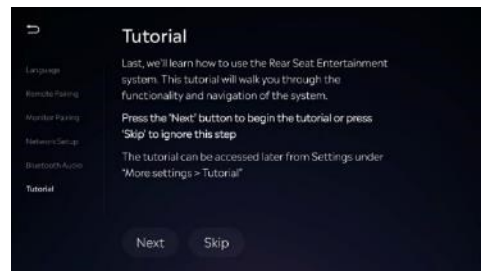 Tutorial
Last, we'll learn how to use the Rear Seat Entertainment
system. This tutorial will walk you through the
functionality and navigation of the system.
Press the 'Next' button to begin the tutorial or press
'Skip' to ignore this step
The tutorial can be accessed later from Settings under
"More settings > Tutorial"
Language
Remote Pairing
Monitor Pairing
Network Setup
Bluetooth Audio
Tutorial
Next
Skip